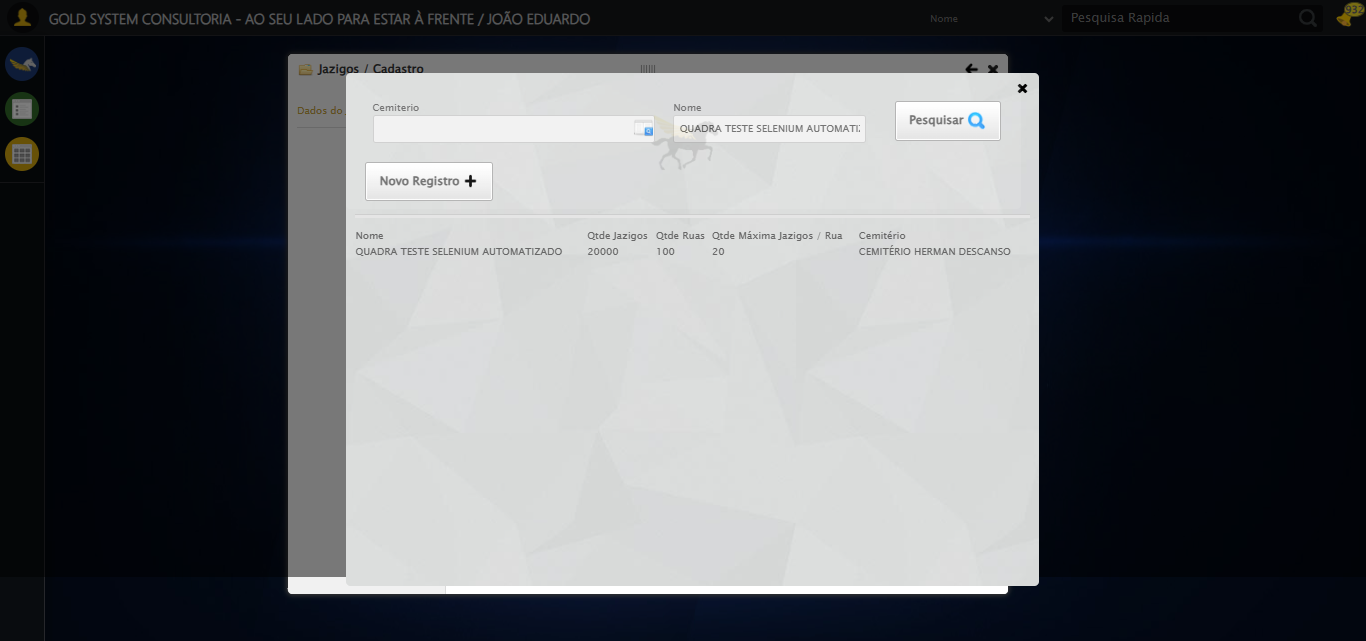 GOLD SYSTEM CONSULTORIA - AO SEU LADO PARA ESTAR À FRENTE / JOÃO EDUARDO
Nome
Pesquisa Rapida
932
Jazigos / Cadastro
Dados do
Cemiterio
Nome
QUADRA TESTE SELENIUM AUTOMATI
Pesquisar
Novo Registro
Nome Qtde Jazigos Qtde Ruas Qtde Máxima Jazigos / Rua Cemitério
QUADRA TESTE SELENIUM AUTOMATIZADO 20000 100 20 CEMITÉRIO HERMAN DESCANSO